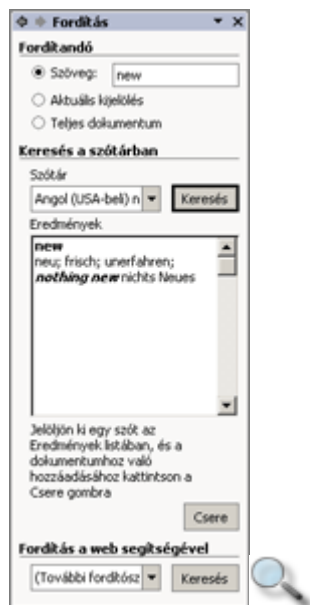 Fordítás
Fordítandó
Szöveg: new
Aktuális kijelölés
Teljes dokumentum
Keresés a szótárban
Szótár
Angol (USA-beli) n Keresés
Eredmények
new
neu; frisch; unerfahren;
nothing new nichts Neues
Jelöljön ki egy szót az
Eredmények listában, és a
dokumentumhoz való
hozzáadásához kattintson a
Csere gombra
Csere
Fordítás a web segítségével
(További fordítósz Keresés